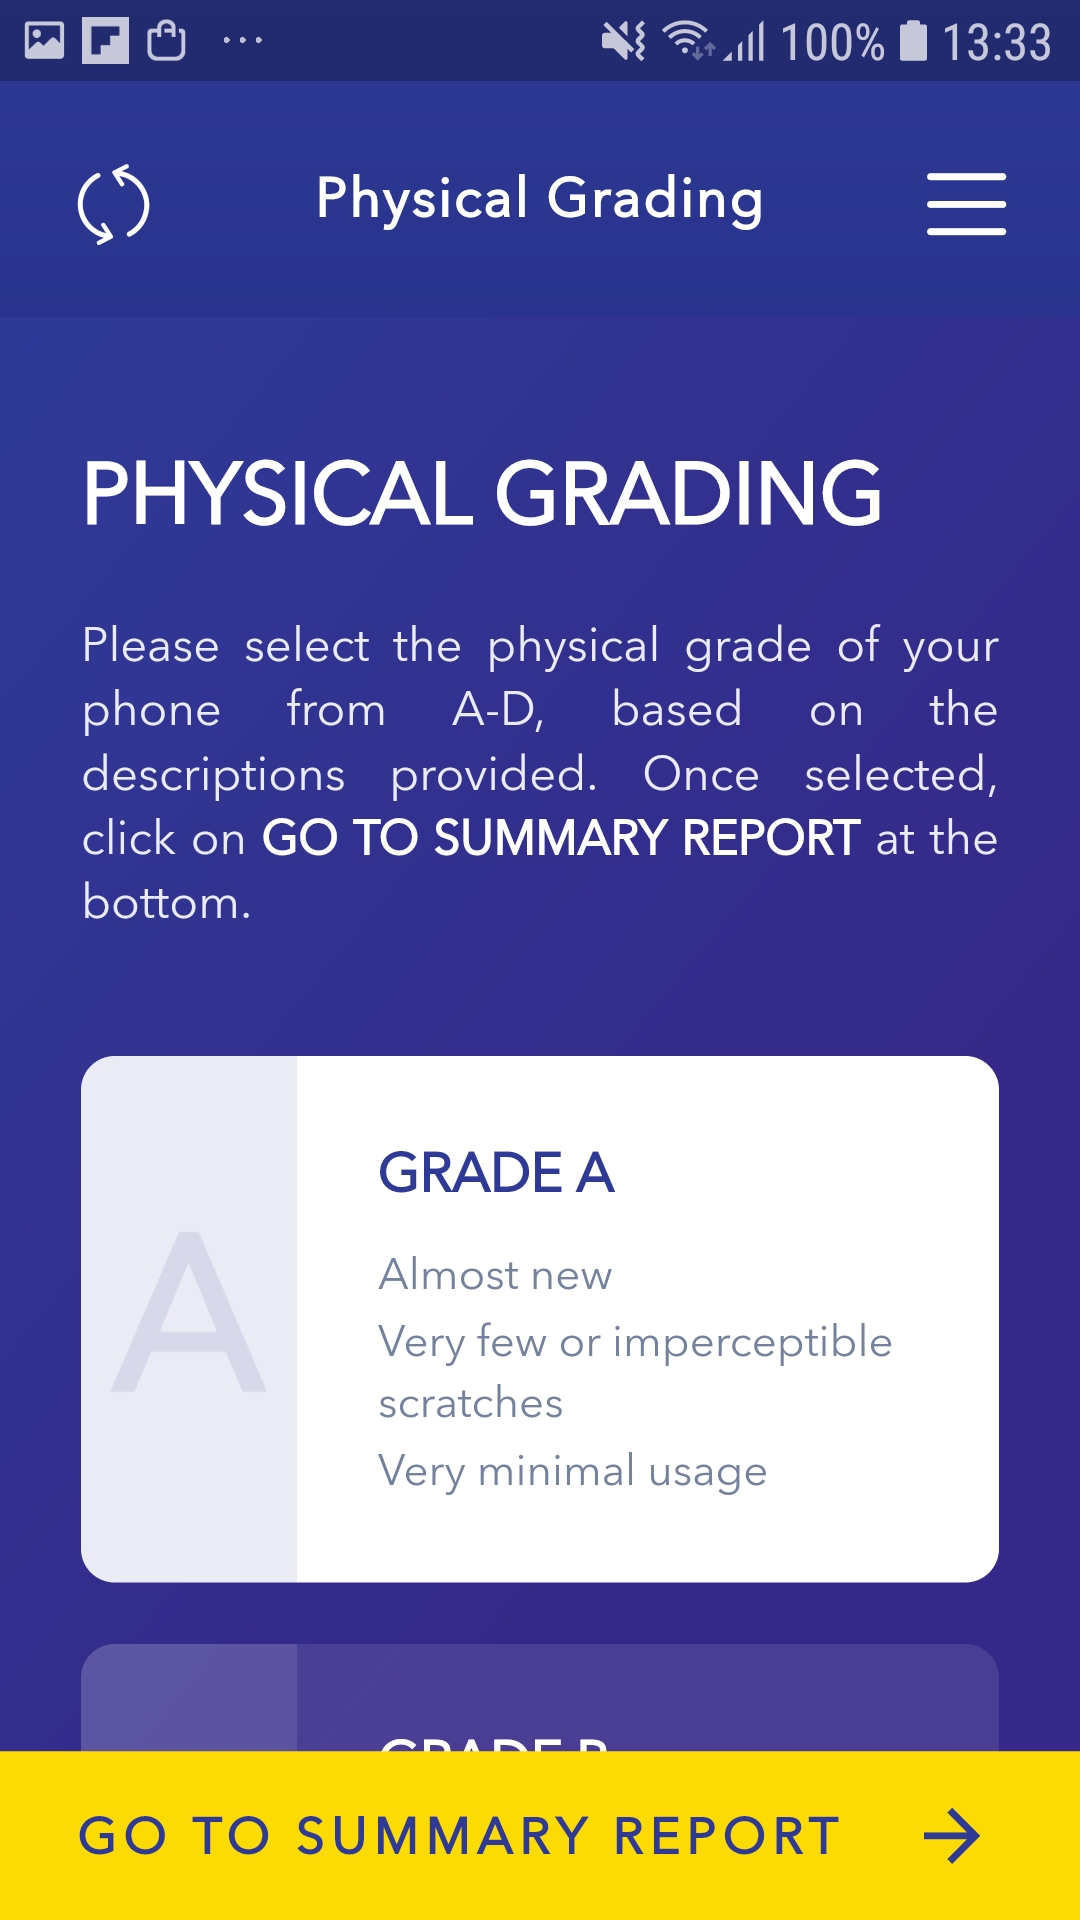 100% 13:33
Physical Grading
PHYSICAL GRADING
Please select the physical grade of your
phone from A-D, based on the
descriptions provided. Once selected,
click on GO TO SUMMARY REPORT at the
bottom.
A
GRADE A
Almost new
Very few or imperceptible
scratches
Very minimal usage
GRADE B
GO TO SUMMARY REPORT